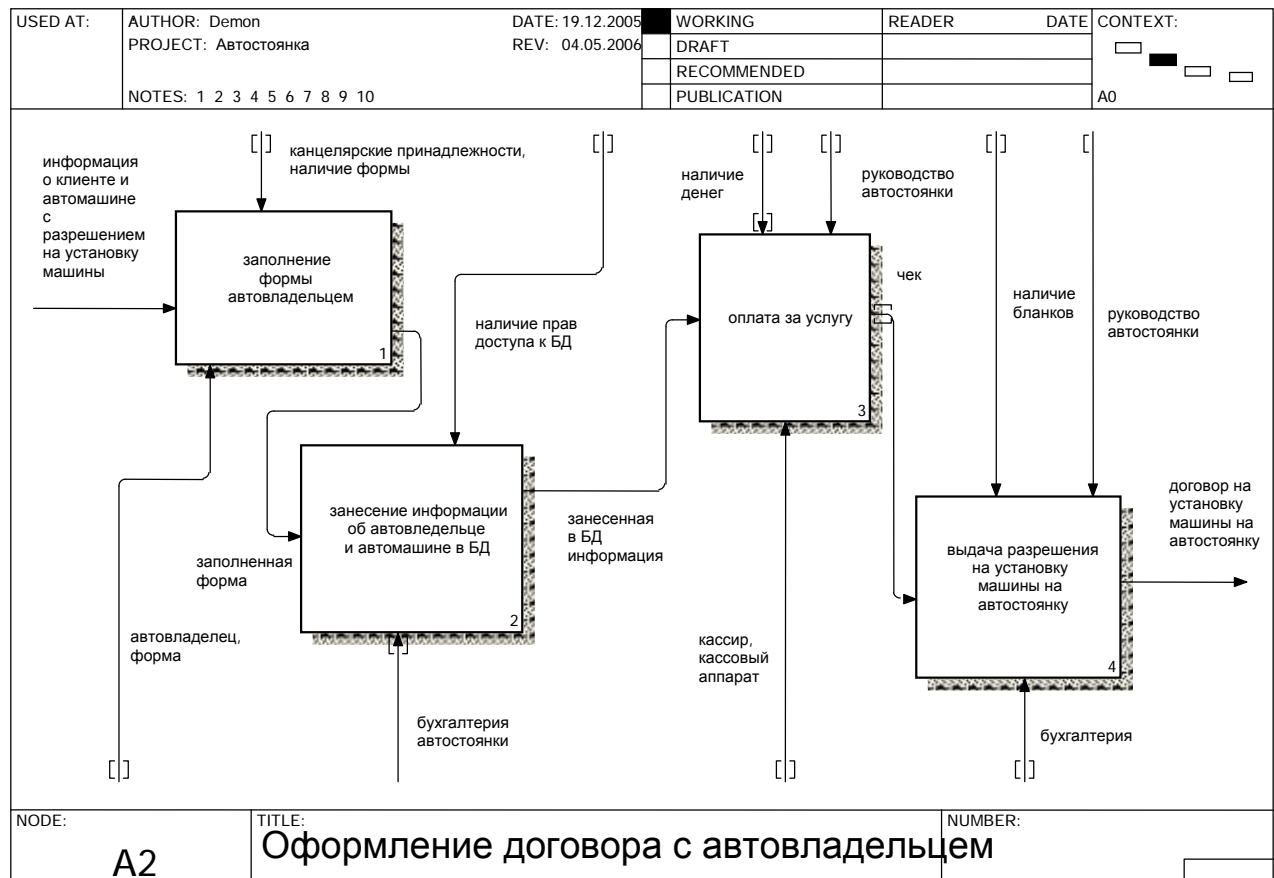 USED AT:
AUTHOR: Demon
DATE: 19.12.2005
PROJECT: Автостоянка
REV: 04.05.2006
NOTES: 1 2 3 4 5 6 7 8 9 10
WORKING
DRAFT
RECOMMENDED
PUBLICATION
READER
DATE
CONTEXT:
A0
информация
о клиенте и
автомашине
с
разрешением
на установку
машины
канцелярские принадлежности,
наличие формы
заполнение
формы
автовладельцем
1
наличие прав
доступа к БД
наличие
денег
руководство
автостоянки
оплата за услугу
3
чек
наличие
бланков
руководство
автостоянки
занесение информации
об автовледельце
и автомашине в БД
2
заполненная
форма
занесенная
в БД
информация
выдача разрешения
на установку
машины на
автостоянку
4
договор на
установку
машины на
автостоянку
автовладелец,
форма
бухгалтерия
автостоянки
кассир,
кассовый
аппарат
бухгалтерия
NODE:
A2
TITLE:
Оформление договора с автовладельцем
NUMBER: